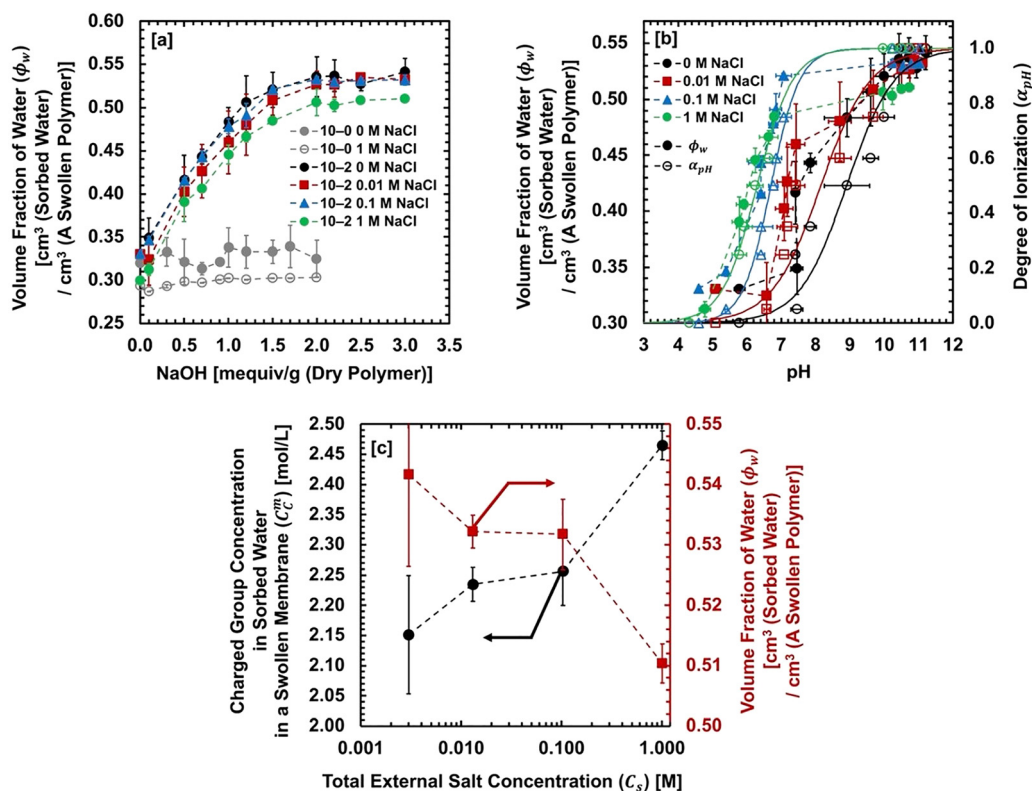 [a]
Volume Fraction of Water (ϕw)
[cm³ (Sorbed Water)
/ cm³ (A Swollen Polymer)]
0.60
0.55
0.50
0.45
0.40
0.35
0.30
0.25
10–0 0 M NaCl
10–0 1 M NaCl
10–2 0 M NaCl
10–2 0.01 M NaCl
10–2 0.1 M NaCl
10–2 1 M NaCl
0.0 0.5 1.0 1.5 2.0 2.5 3.0 3.5
NaOH [mequiv/g (Dry Polymer)]
[b]
Volume Fraction of Water (ϕw)
[cm³ (Sorbed Water)
/ cm³ (A Swollen Polymer)]
0.55
0.50
0.45
0.40
0.35
0.30
0 M NaCl
0.01 M NaCl
0.1 M NaCl
1 M NaCl
ϕw
αpH
1.0
0.8
0.6
0.4
0.2
0.0
Degree of Ionization (αpH)
3 4 5 6 7 8 9 10 11 12
pH
[c]
Charged Group Concentration
in Sorbed Water
in a Swollen Membrane (C_C^m) [mol/L]
2.50
2.45
2.40
2.35
2.30
2.25
2.20
2.15
2.10
2.05
2.00
0.55
0.54
0.53
0.52
0.51
0.50
Volume Fraction of Water (ϕw)
[cm³ (Sorbed Water)
/ cm³ (A Swollen Polymer)]
0.001 0.010 0.100 1.000
Total External Salt Concentration (Cs) [M]